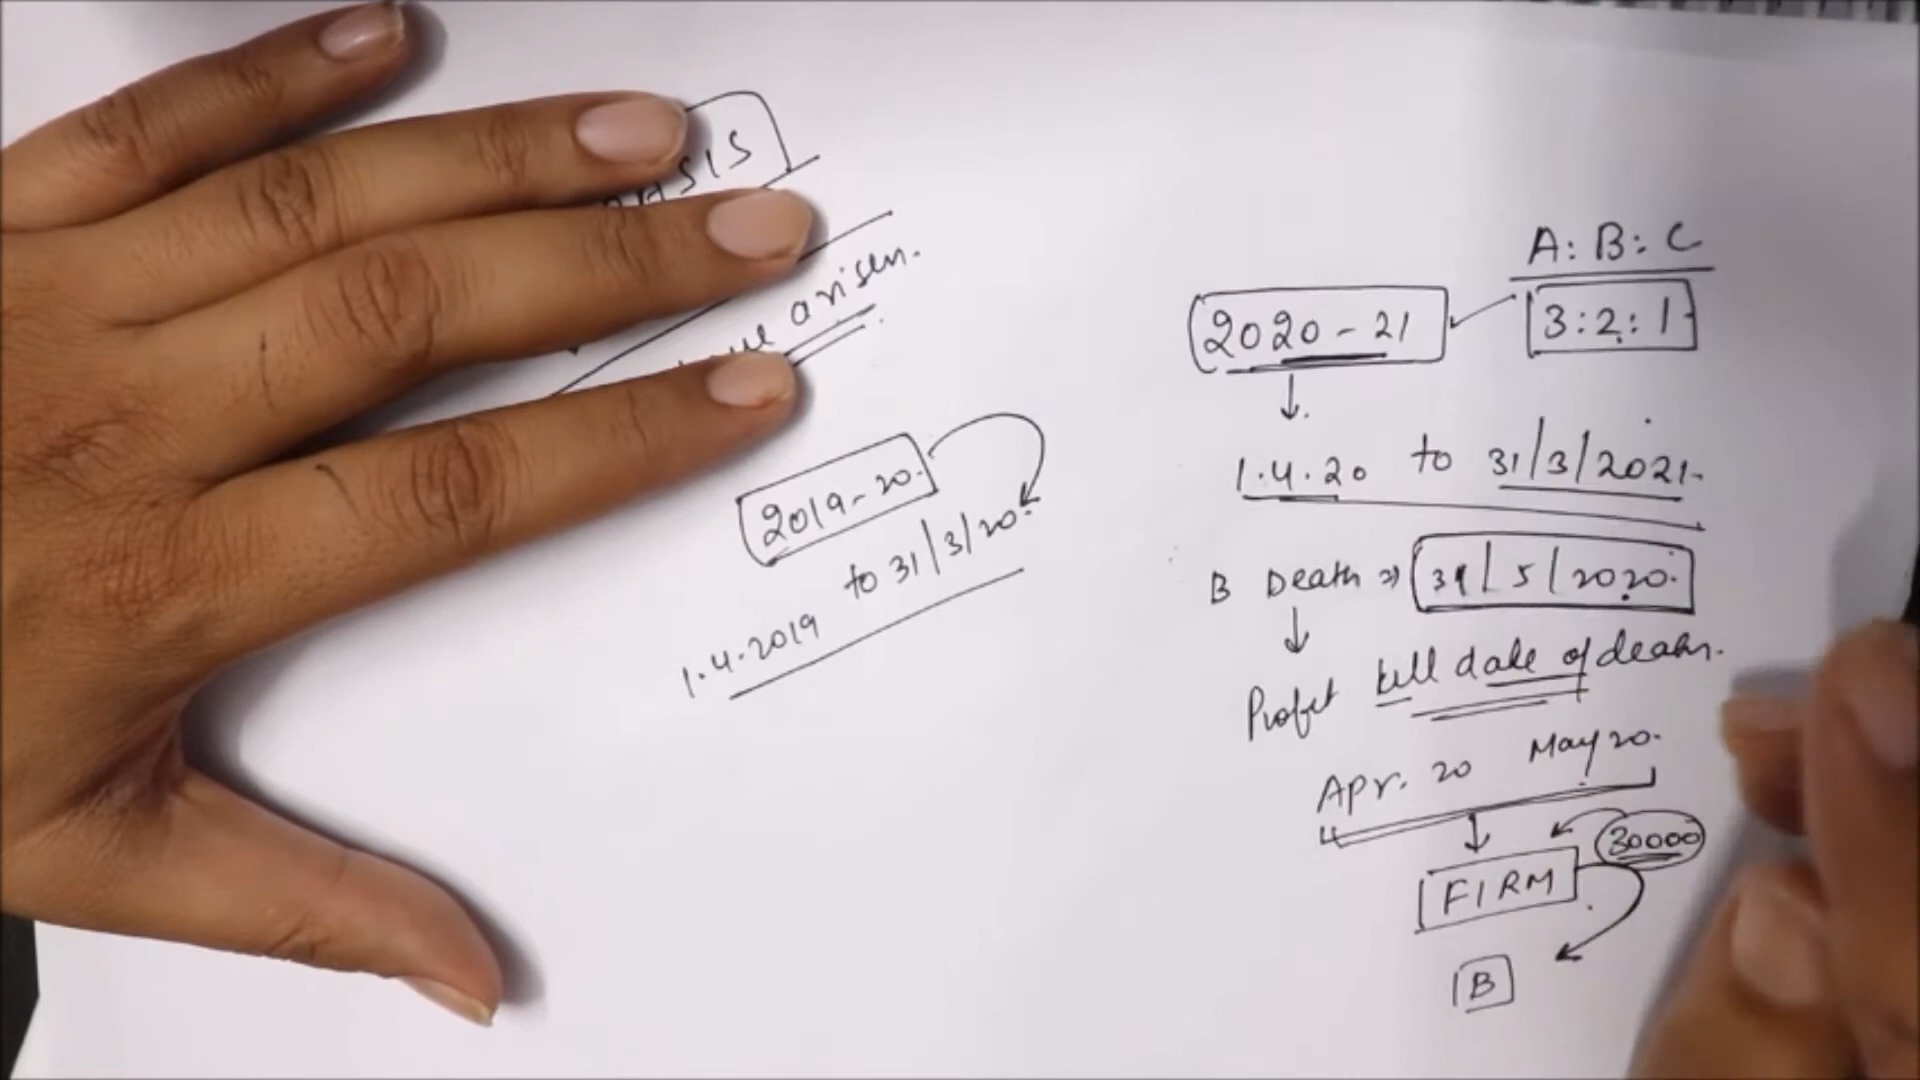 arisen.
2019-20.
1.4.2019 to 31/3/20.
A:B:C
3:2:1
2020-21
1.4.20 to 31/3/2021.
B Death ⇒ 31/5/2020.
Profit till date of death.
Apr. 20 May 20.
30000
FIRM
B